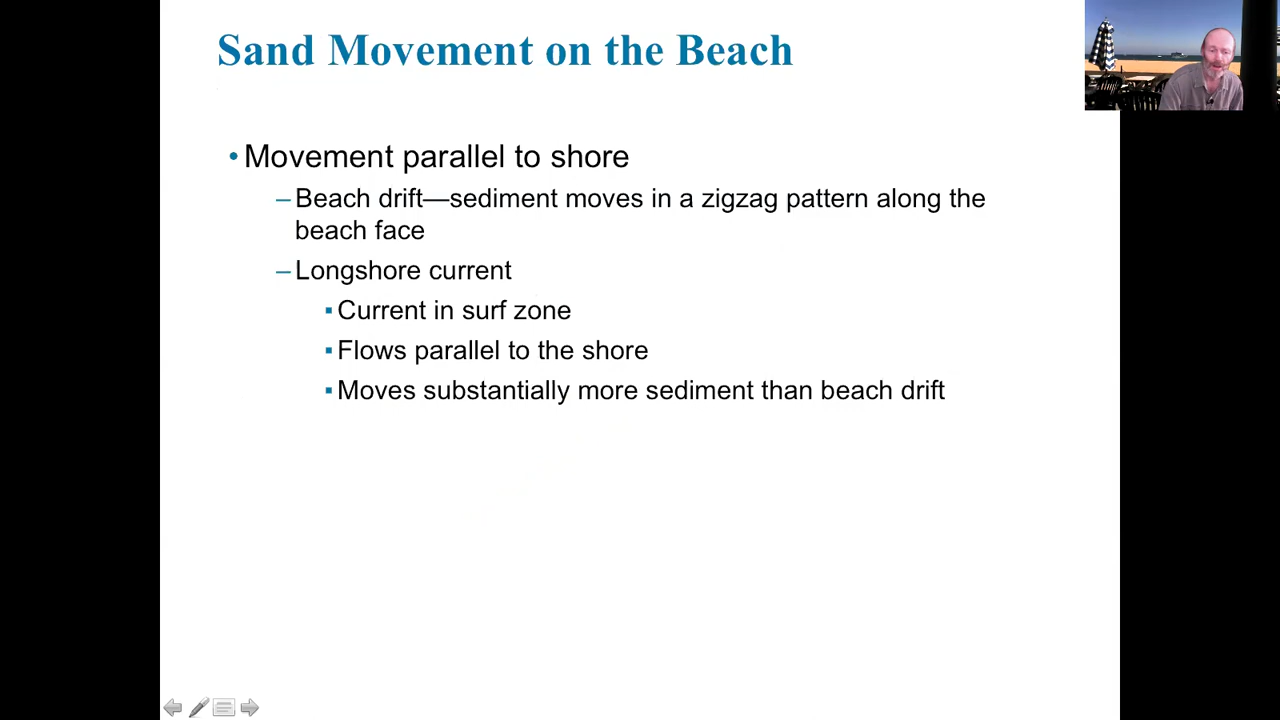 Sand Movement on the Beach
• Movement parallel to shore
– Beach drift—sediment moves in a zigzag pattern along the
beach face
– Longshore current
▪ Current in surf zone
▪ Flows parallel to the shore
▪ Moves substantially more sediment than beach drift